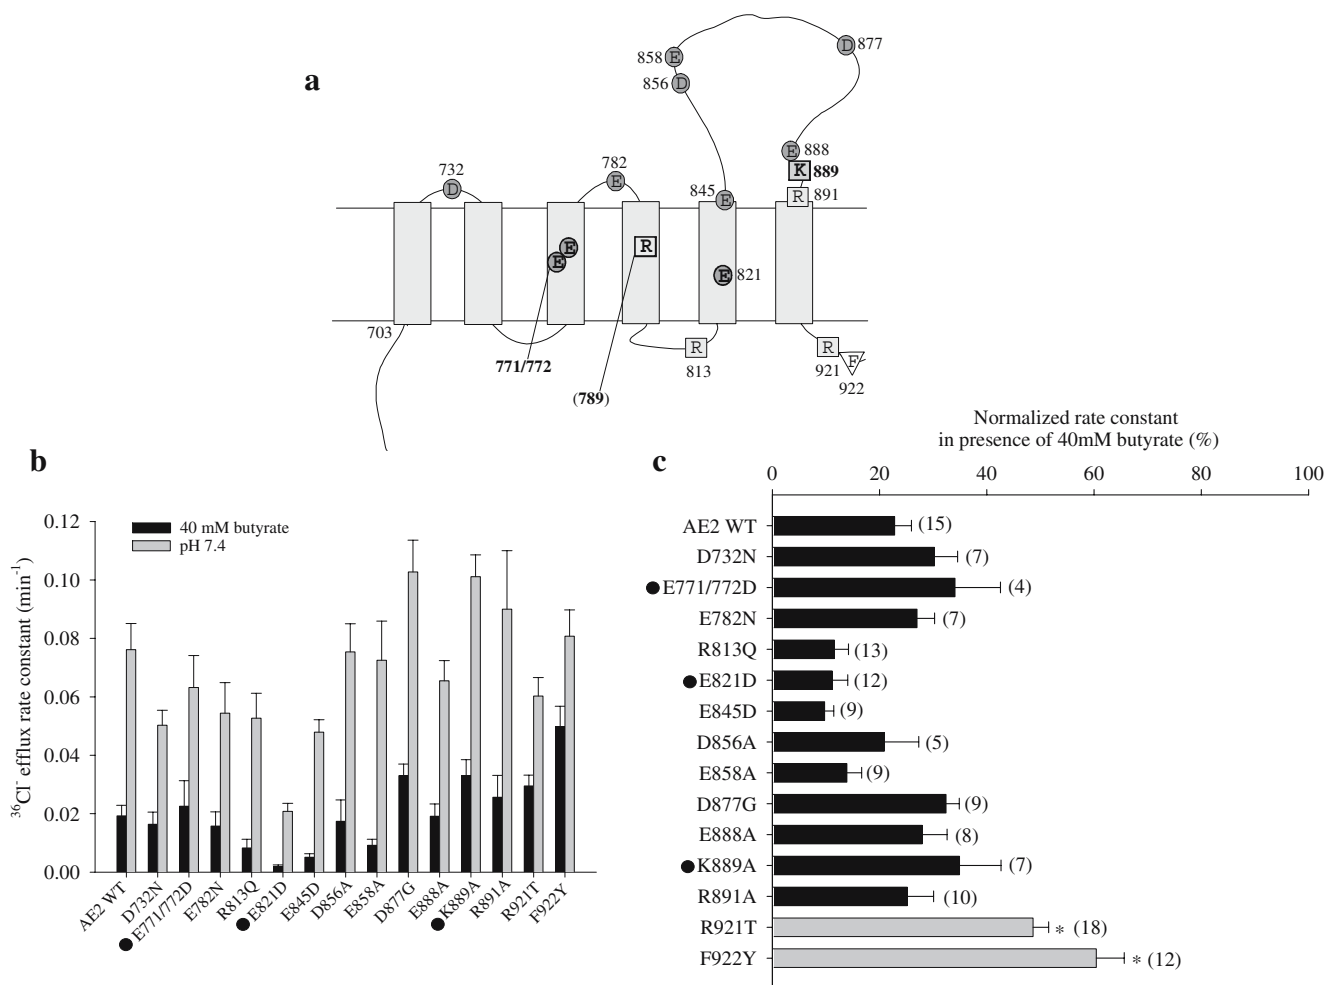 a
858 E
D 877
856 D
E 888
K 889
R 891
732
D
782
E
845 E
E
E
R
E 821
703
771/772
(789)
R
813
R
921
F
922
b
0.12
0.10
0.08
0.06
0.04
0.02
0.00
³⁶Cl⁻ efflux rate constant (min⁻¹)
40 mM butyrate
pH 7.4
AE2 WT
D732N
● E771/772D
E782N
R813Q
● E821D
E845D
D856A
E858A
D877G
E888A
● K889A
R891A
R921T
F922Y
c
Normalized rate constant
in presence of 40mM butyrate (%)
0 20 40 60 80 100
AE2 WT (15)
D732N (7)
● E771/772D (4)
E782N (7)
R813Q (13)
● E821D (12)
E845D (9)
D856A (5)
E858A (9)
D877G (9)
E888A (8)
● K889A (7)
R891A (10)
R921T * (18)
F922Y * (12)